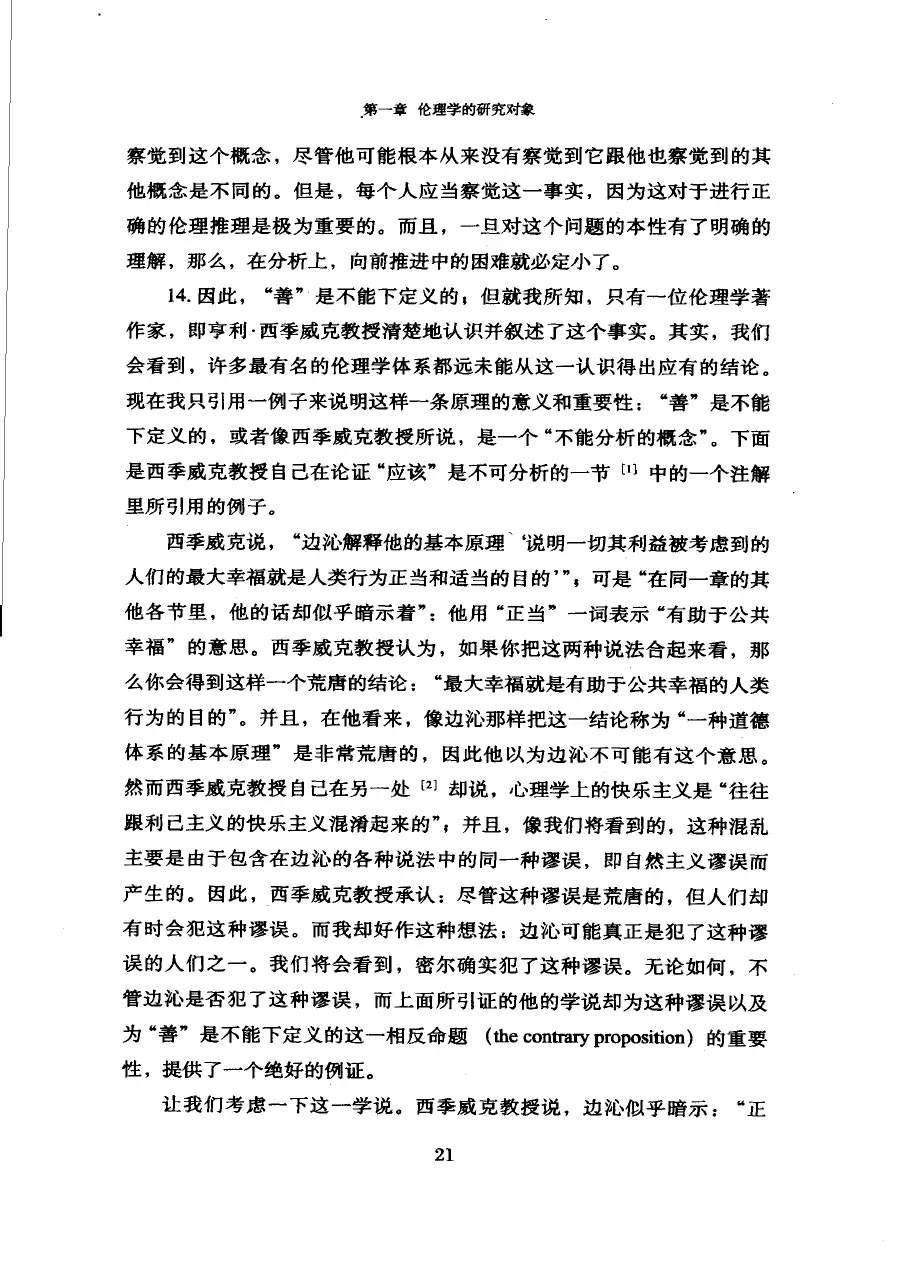 第一章 伦理学的研究对象
察觉到这个概念，尽管他可能根本从来没有察觉到它跟他也察觉到的其
他概念是不同的。但是，每个人应当察觉这一事实，因为这对于进行正
确的伦理推理是极为重要的。而且，一旦对这个问题的本性有了明确的
理解，那么，在分析上，向前推进中的困难就必定小了。
14. 因此，“善”是不能下定义的；但就我所知，只有一位伦理学著
作家，即亨利·西季威克教授清楚地认识并叙述了这个事实。其实，我们
会看到，许多最有名的伦理学体系都远未能从这一认识得出应有的结论。
现在我只引用一例子来说明这样一条原理的意义和重要性：“善”是不能
下定义的，或者像西季威克教授所说，是一个“不能分析的概念”。下面
是西季威克教授自己在论证“应该”是不可分析的一节 [1] 中的一个注解
里所引用的例子。
西季威克说，“边沁解释他的基本原理‘说明一切其利益被考虑到的
人们的最大幸福就是人类行为正当和适当的目的’”；可是“在同一章的其
他各节里，他的话却似乎暗示着”：他用“正当”一词表示“有助于公共
幸福”的意思。西季威克教授认为，如果你把这两种说法合起来看，那
么你会得到这样一个荒唐的结论：“最大幸福就是有助于公共幸福的人类
行为的目的”。并且，在他看来，像边沁那样把这一结论称为“一种道德
体系的基本原理”是非常荒唐的，因此他以为边沁不可能有这个意思。
然而西季威克教授自己在另一处 [2] 却说，心理学上的快乐主义是“往往
跟利己主义的快乐主义混淆起来的”；并且，像我们将看到的，这种混乱
主要是由于包含在边沁的各种说法中的同一种谬误，即自然主义谬误而
产生的。因此，西季威克教授承认：尽管这种谬误是荒唐的，但人们却
有时会犯这种谬误。而我却好作这种想法：边沁可能真正是犯了这种谬
误的人们之一。我们将会看到，密尔确实犯了这种谬误。无论如何，不
管边沁是否犯了这种谬误，而上面所引证的他的学说却为这种谬误以及
为“善”是不能下定义的这一相反命题 （the contrary proposition）的重要
性，提供了一个绝好的例证。
让我们考虑一下这一学说。西季威克教授说，边沁似乎暗示：“正
21